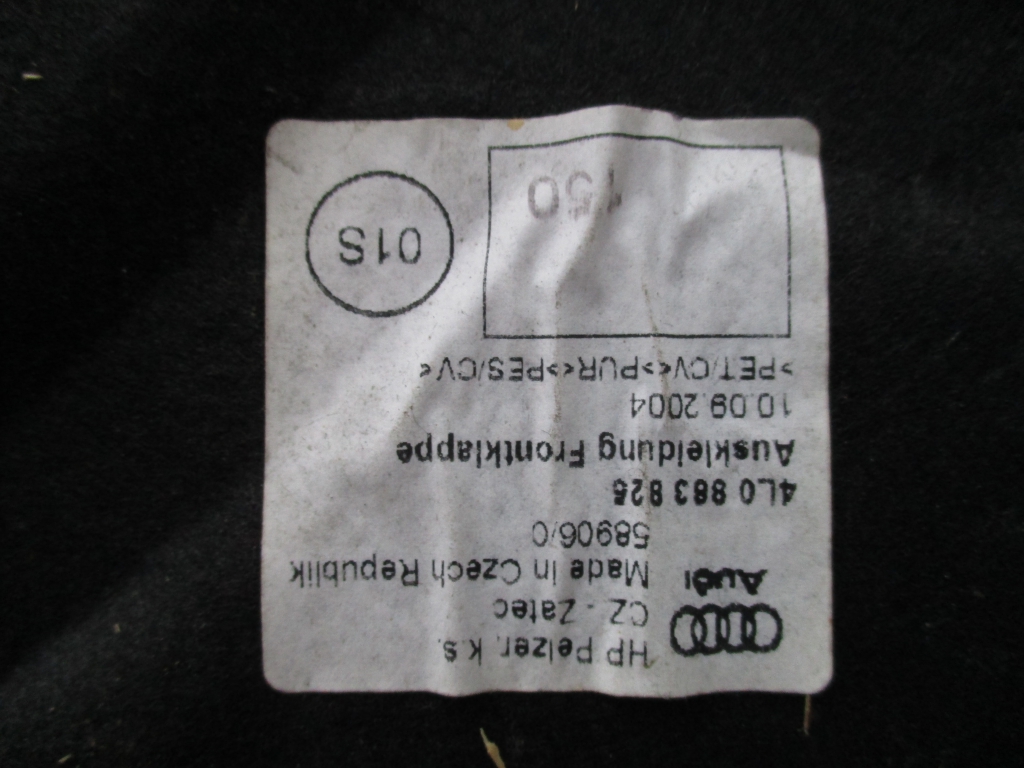 HP Pelzer, k.s.
CZ - Zatec
Audi Made In Czech Republik
58906/0
4L0 863 825
Auskleidung Frontklappe
10.09.2004
>PET/CV<>PUR<>PES/CV<
150
01S